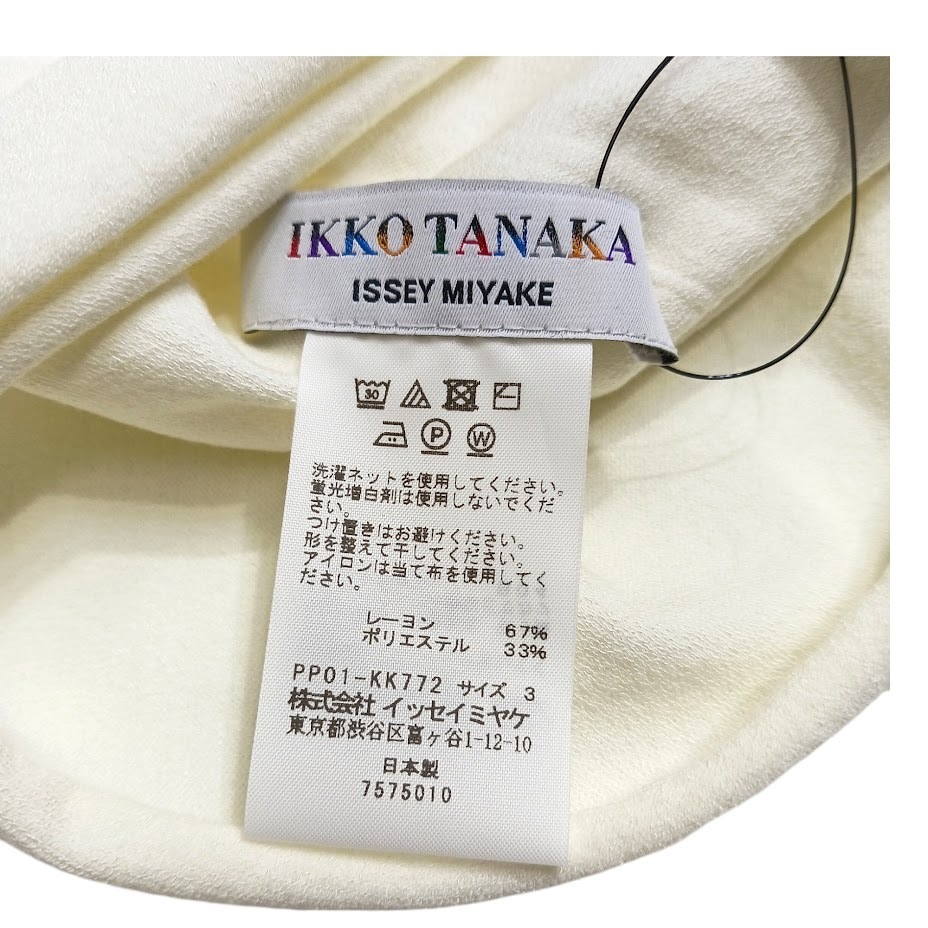 IKKO TANAKA
ISSEY MIYAKE
30
P W
洗濯ネットを使用してください。
蛍光増白剤は使用しないでくだ
さい。
つけ置きはお避けください。
形を整えて干してください。
アイロンは当て布を使用してく
ださい。
レーヨン 67%
ポリエステル 33%
PP01-KK772 サイズ 3
株式会社 イッセイミヤケ
東京都渋谷区富ヶ谷1-12-10
日本製
7575010